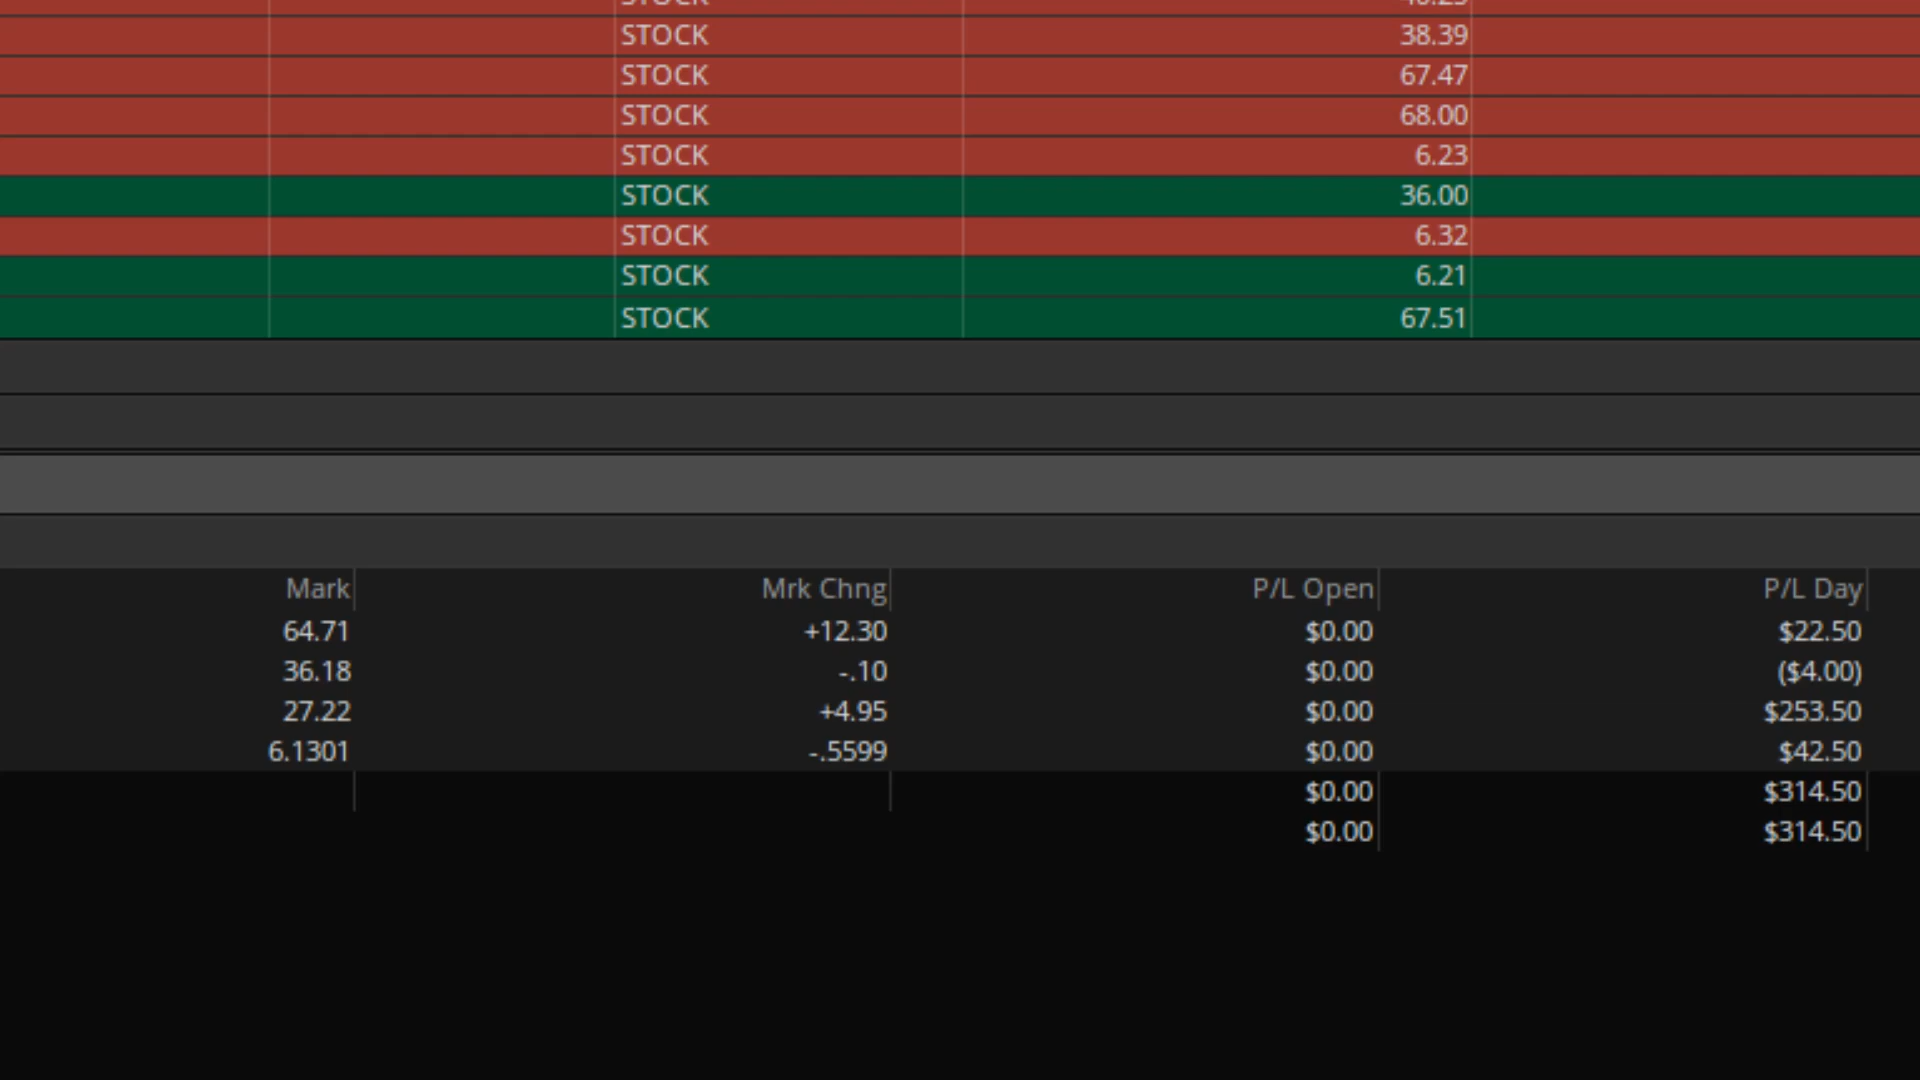 STOCK 38.39
STOCK 67.47
STOCK 68.00
STOCK 6.23
STOCK 36.00
STOCK 6.32
STOCK 6.21
STOCK 67.51
Mark Mrk Chng P/L Open P/L Day
64.71 +12.30 $0.00 $22.50
36.18 -.10 $0.00 ($4.00)
27.22 +4.95 $0.00 $253.50
6.1301 -.5599 $0.00 $42.50
$0.00 $314.50
$0.00 $314.50